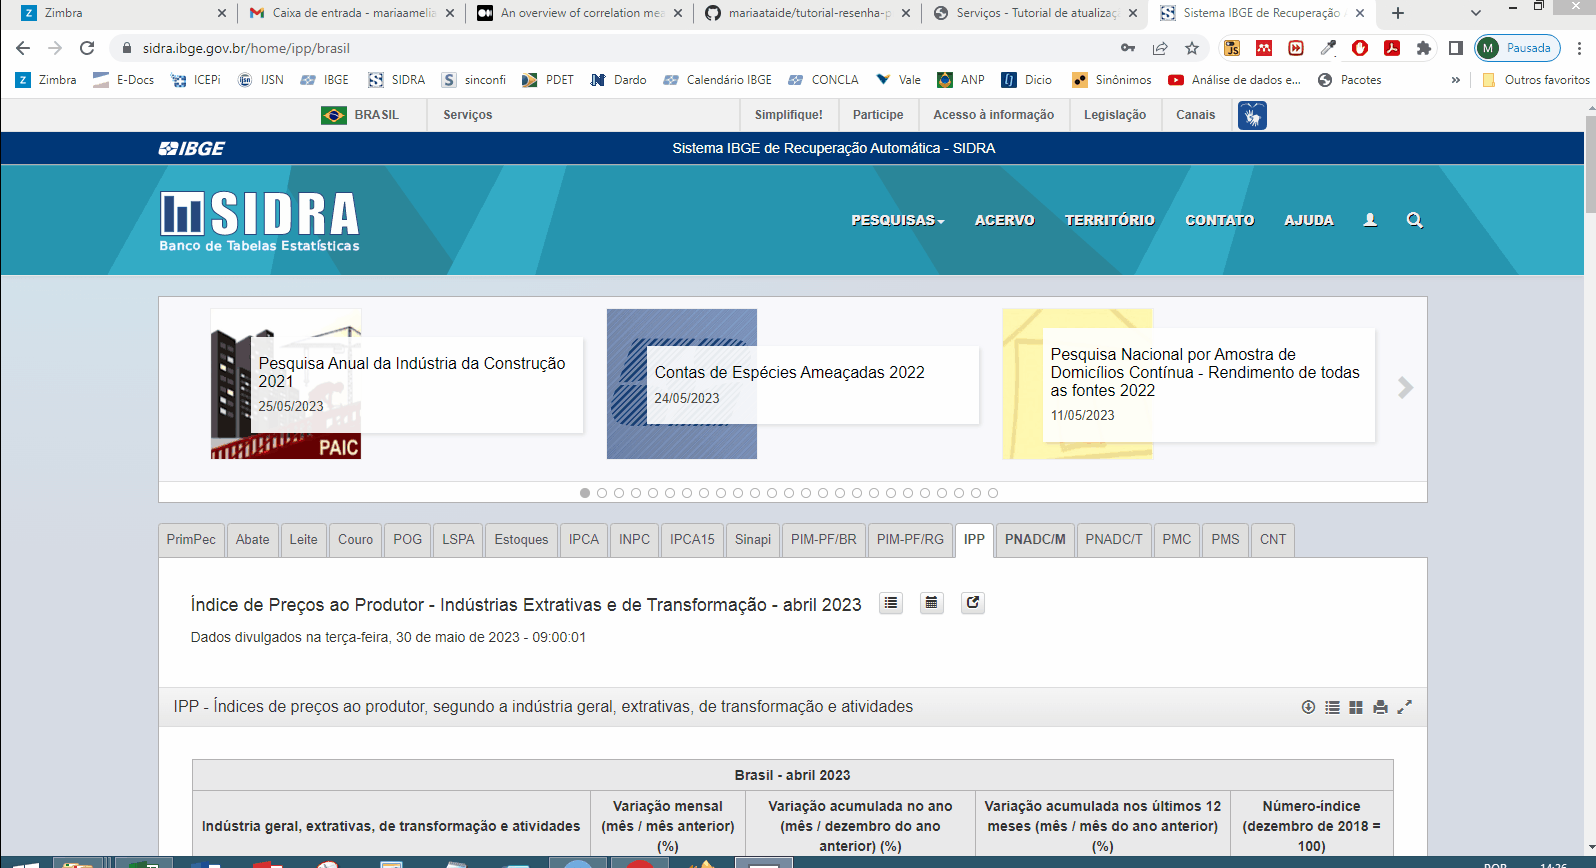 Zimbra
Caixa de entrada - mariaamelia
An overview of correlation mea
mariaataide/tutorial-resenha-p
Serviços - Tutorial de atualizaç
Sistema IBGE de Recuperação A
sidra.ibge.gov.br/home/ipp/brasil
M Pausada
Zimbra
E-Docs
ICEPi
IJSN
IBGE
SIDRA
sinconfi
PDET
Dardo
Calendário IBGE
CONCLA
Vale
ANP
Dicio
Sinônimos
Análise de dados e...
Pacotes
»
Outros favoritos
BRASIL
Serviços
Simplifique!
Participe
Acesso à informação
Legislação
Canais
IBGE
Sistema IBGE de Recuperação Automática - SIDRA
SIDRA
Banco de Tabelas Estatísticas
PESQUISAS
ACERVO
TERRITÓRIO
CONTATO
AJUDA
Pesquisa Anual da Indústria da Construção
2021
25/05/2023
PAIC
Contas de Espécies Ameaçadas 2022
24/05/2023
Pesquisa Nacional por Amostra de
Domicílios Contínua - Rendimento de todas
as fontes 2022
11/05/2023
PrimPec
Abate
Leite
Couro
POG
LSPA
Estoques
IPCA
INPC
IPCA15
Sinapi
PIM-PF/BR
PIM-PF/RG
IPP
PNADC/M
PNADC/T
PMC
PMS
CNT
Índice de Preços ao Produtor - Indústrias Extrativas e de Transformação - abril 2023
Dados divulgados na terça-feira, 30 de maio de 2023 - 09:00:01
IPP - Índices de preços ao produtor, segundo a indústria geral, extrativas, de transformação e atividades
Brasil - abril 2023
Indústria geral, extrativas, de transformação e atividades
Variação mensal
(mês / mês anterior)
(%)
Variação acumulada no ano
(mês / dezembro do ano
anterior) (%)
Variação acumulada nos últimos 12
meses (mês / mês do ano anterior)
(%)
Número-índice
(dezembro de 2018 =
100)